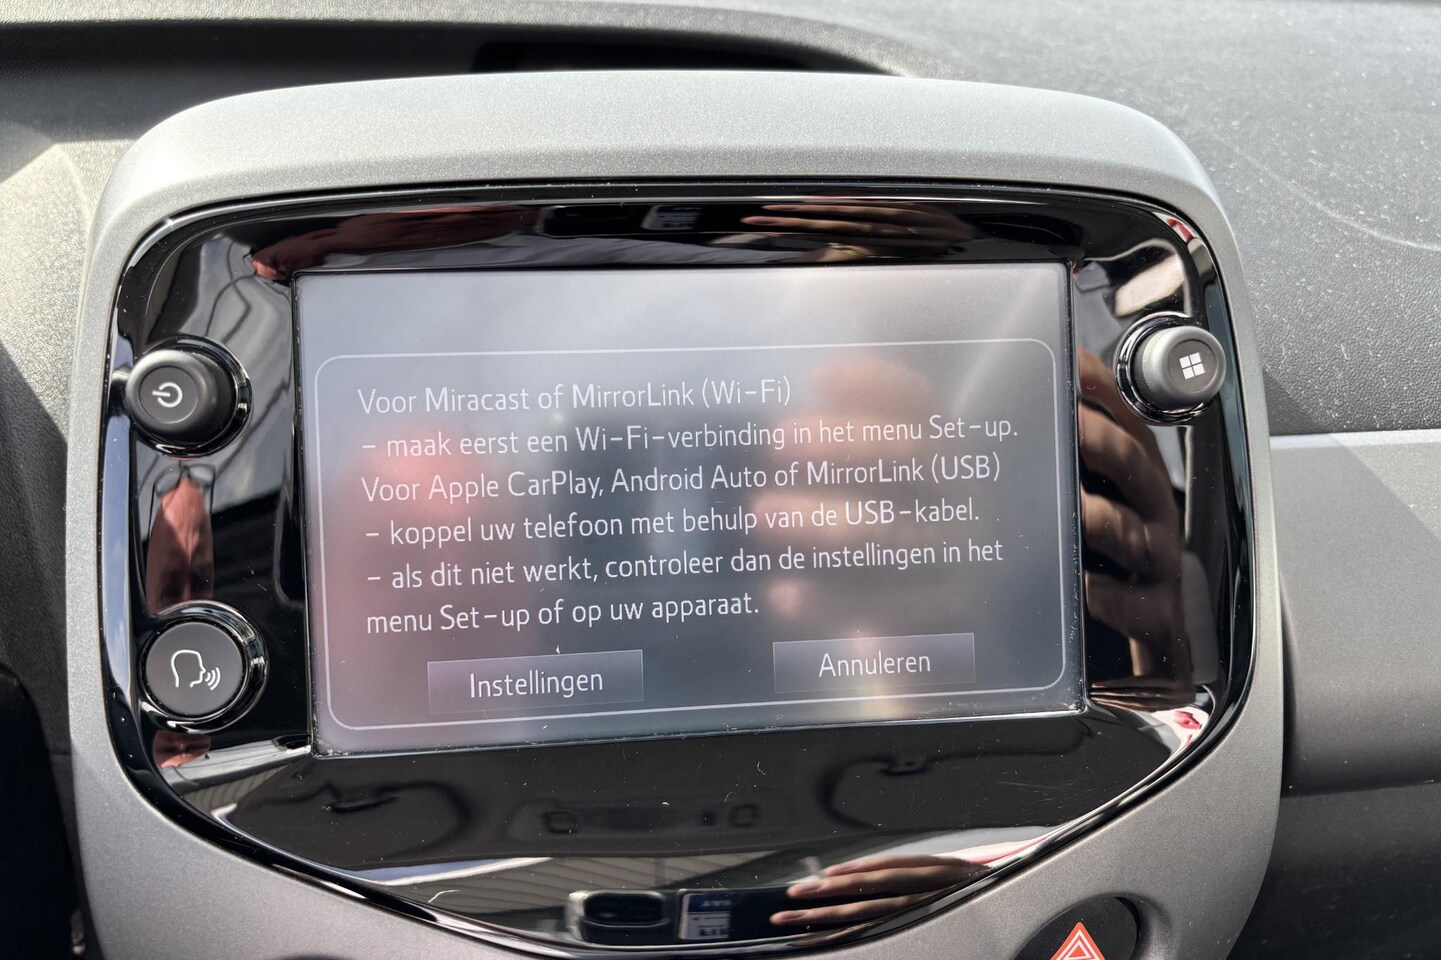 Voor Miracast of MirrorLink (Wi-Fi)
- maak eerst een Wi-Fi-verbinding in het menu Set-up.
Voor Apple CarPlay, Android Auto of MirrorLink (USB)
- koppel uw telefoon met behulp van de USB-kabel.
- als dit niet werkt, controleer dan de instellingen in het
menu Set-up of op uw apparaat.
Instellingen
Annuleren